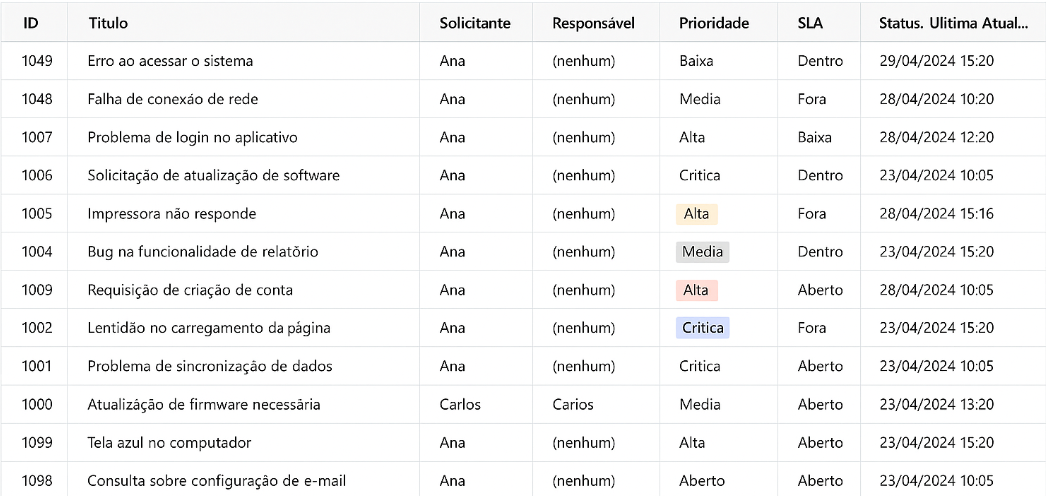 ID Titulo Solicitante Responsável Prioridade SLA Status. Ulitima Atual...
1049 Erro ao acessar o sistema Ana (nenhum) Baixa Dentro 29/04/2024 15:20
1048 Falha de conexáo de rede Ana (nenhum) Media Fora 28/04/2024 10:20
1007 Problema de login no aplicativo Ana (nenhum) Alta Baixa 28/04/2024 12:20
1006 Solicitação de atualização de software Ana (nenhum) Critica Dentro 23/04/2024 10:05
1005 Impressora não responde Ana (nenhum) Alta Fora 28/04/2024 15:16
1004 Bug na funcionalidade de relatõrio Ana (nenhum) Media Dentro 23/04/2024 15:20
1009 Requisição de criação de conta Ana (nenhum) Alta Aberto 28/04/2024 10:05
1002 Lentidão no carregamento da página Ana (nenhum) Critica Fora 23/04/2024 15:20
1001 Problema de sincronização de dados Ana (nenhum) Critica Aberto 23/04/2024 10:05
1000 Atualizáção de firmware necessāria Carlos Carios Media Aberto 23/04/2024 13:20
1099 Tela azul no computador Ana (nenhum) Alta Aberto 23/04/2024 15:20
1098 Consulta sobre configuração de e-mail Ana (nenhum) Aberto Aberto 23/04/2024 10:05